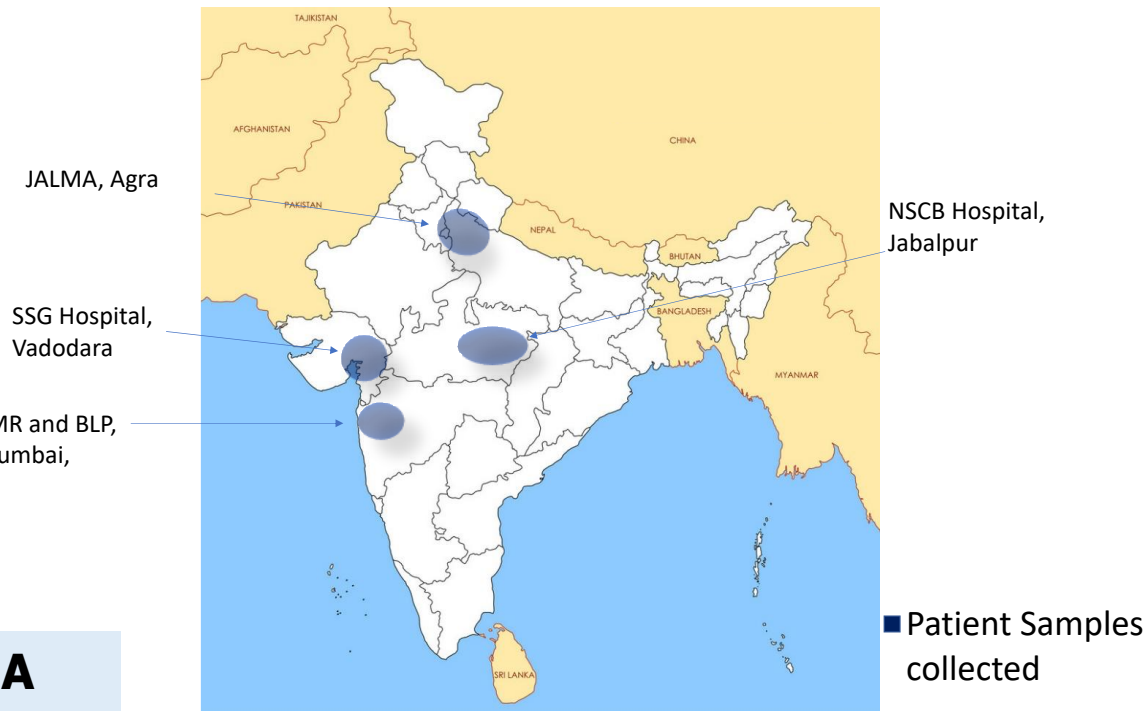 TAJIKISTAN
AFGHANISTAN
CHINA
JALMA, Agra
PAKISTAN
NSCB Hospital,
Jabalpur
NEPAL
BHUTAN
SSG Hospital,
Vadodara
BANGLADESH
MYANMAR
MR and BLP,
umbai,
Patient Samples
collected
A
SRI LANKA